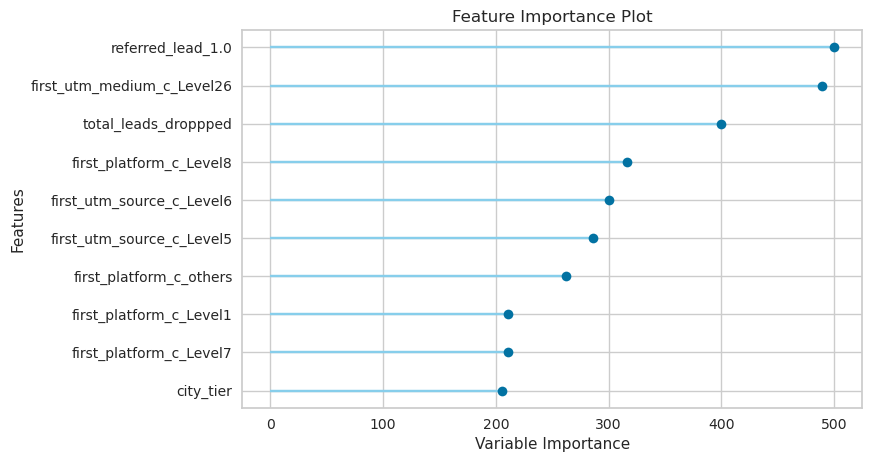 Feature Importance Plot
referred_lead_1.0
first_utm_medium_c_Level26
total_leads_droppped
first_platform_c_Level8
first_utm_source_c_Level6
first_utm_source_c_Level5
first_platform_c_others
first_platform_c_Level1
first_platform_c_Level7
city_tier
Features
0 100 200 300 400 500
Variable Importance